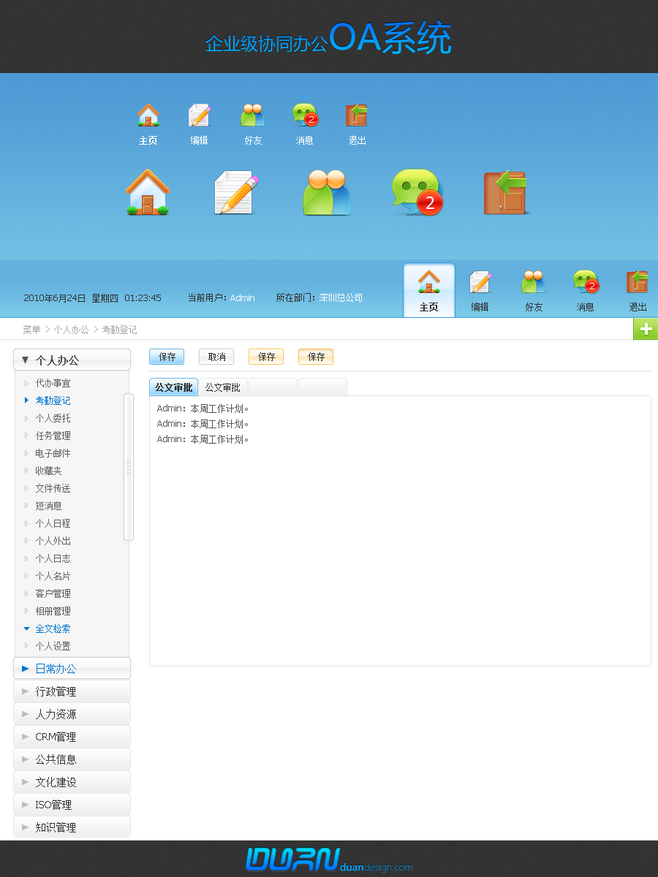 企业级协同办公OA系统
主页 编辑 好友 消息 2 退出
2
2010年6月24日 星期四 01:23:45 当前用户：Admin 所在部门：深圳总公司 主页 编辑 好友 消息 2 退出
菜单 个人办公 考勤登记
个人办公
代办事宜
考勤登记
个人委托
任务管理
电子邮件
收藏夹
文件传送
短消息
个人日程
个人外出
个人日志
个人名片
客户管理
相册管理
全文检索
个人设置
日常办公
行政管理
人力资源
CRM管理
公共信息
文化建设
ISO管理
知识管理
保存 取消 保存 保存
公文审批 公文审批
Admin：本周工作计划。
Admin：本周工作计划。
Admin：本周工作计划。
DURN duandesign.com